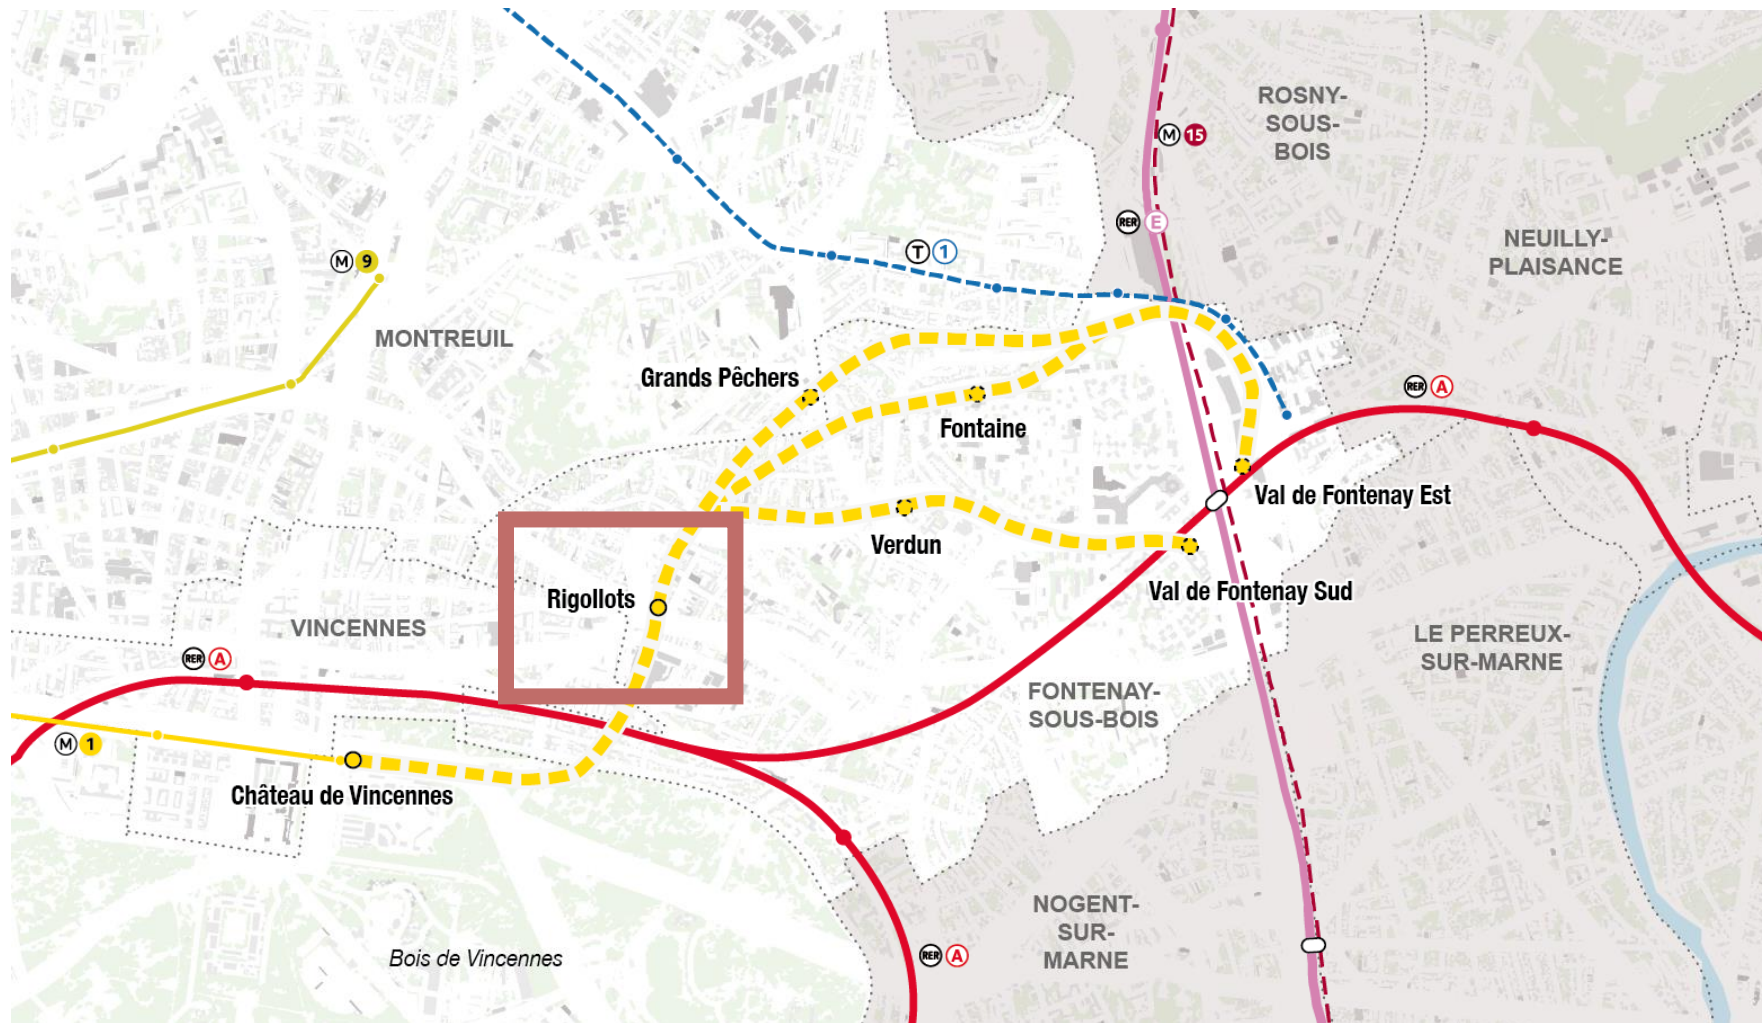 ROSNY-
SOUS-
BOIS
M 15
RER E
NEUILLY-
PLAISANCE
T 1
M 9
MONTREUIL
Grands Pêchers
Fontaine
RER A
Val de Fontenay Est
Verdun
Val de Fontenay Sud
Rigollots
VINCENNES
RER A
LE PERREUX-
SUR-MARNE
FONTENAY-
SOUS-BOIS
M 1
Château de Vincennes
NOGENT-
SUR-
MARNE
Bois de Vincennes
RER A